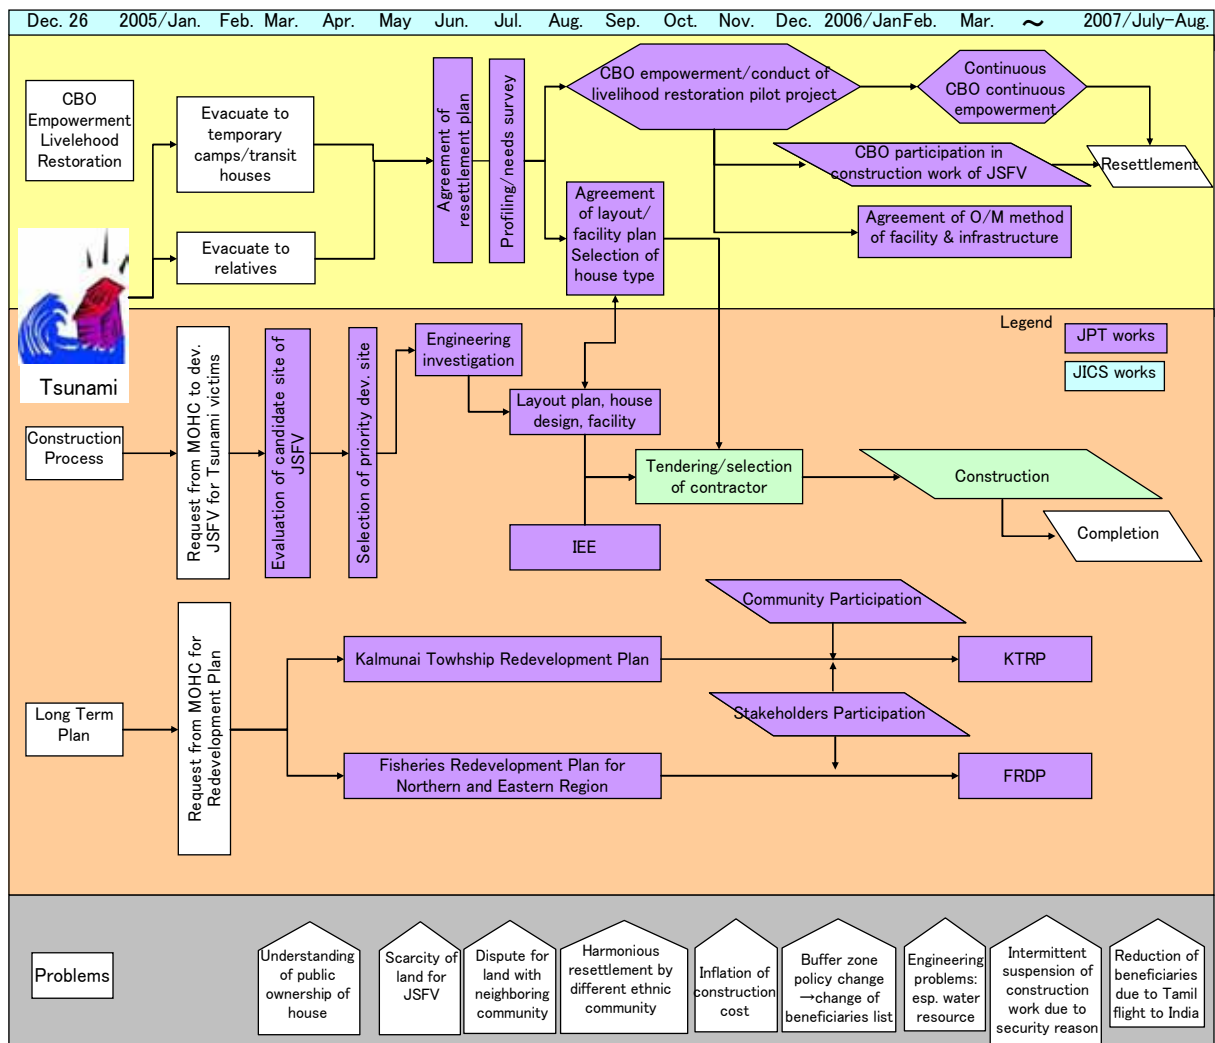 Dec. 26 2005/Jan. Feb. Mar. Apr. May Jun. Jul. Aug. Sep. Oct. Nov. Dec. 2006/Jan Feb. Mar. ~ 2007/July-Aug.
CBO
Empowerment
Livelehood
Restoration
Evacuate to
temporary
camps/transit
houses
Evacuate to
relatives
Agreement of
resettlement plan
Profiling/needs survey
CBO empowerment/conduct of
livelihood restoration pilot project
Continuous
CBO continuous
empowerment
CBO participation in
construction work of JSFV
Resettlement
Agreement
of layout/
facility plan
Selection of
house type
Agreement of O/M method
of facility & infrastructure
Tsunami
Legend
JPT works
JICS works
Construction
Process
Request from MOHC to dev.
JSFV for Tsunami victims
Evaluation of candidate site of
JSFV
Selection of priority dev. site
Engineering
investigation
Layout plan, house
design, facility
Tendering/selection
of contractor
Construction
IEE
Completion
Long Term
Plan
Request from MOHC for
Redevelopment Plan
Community Participation
Kalmunai Towhship Redevelopment Plan
KTRP
Stakeholders Participation
Fisheries Redevelopment Plan for
Northern and Eastern Region
FRDP
Problems
Understanding
of public
ownership of
house
Scarcity of
land for
JSFV
Dispute for
land with
neighboring
community
Harmonious
resettlement by
different ethnic
community
Inflation of
construction
cost
Buffer zone
policy change
→change of
beneficiaries list
Engineering
problems:
esp. water
resource
Intermittent
suspension of
construction
work due to
security reason
Reduction of
beneficiaries
due to Tamil
flight to India